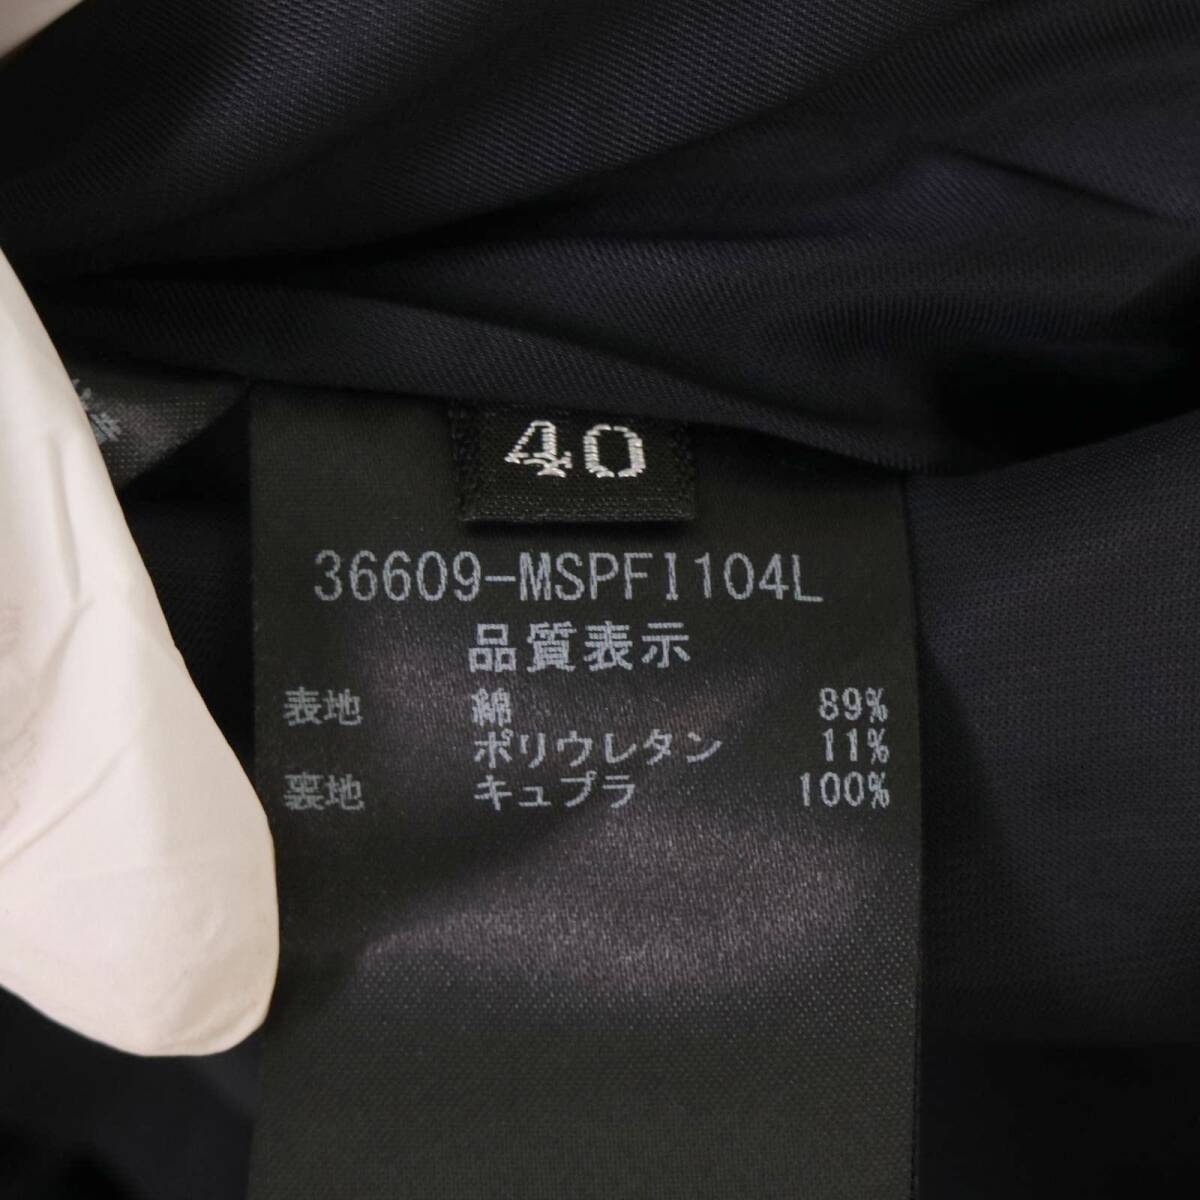 40
36609-MSPFI104L
品質表示
表地 綿 89%
ポリウレタン 11%
裏地 キュプラ 100%